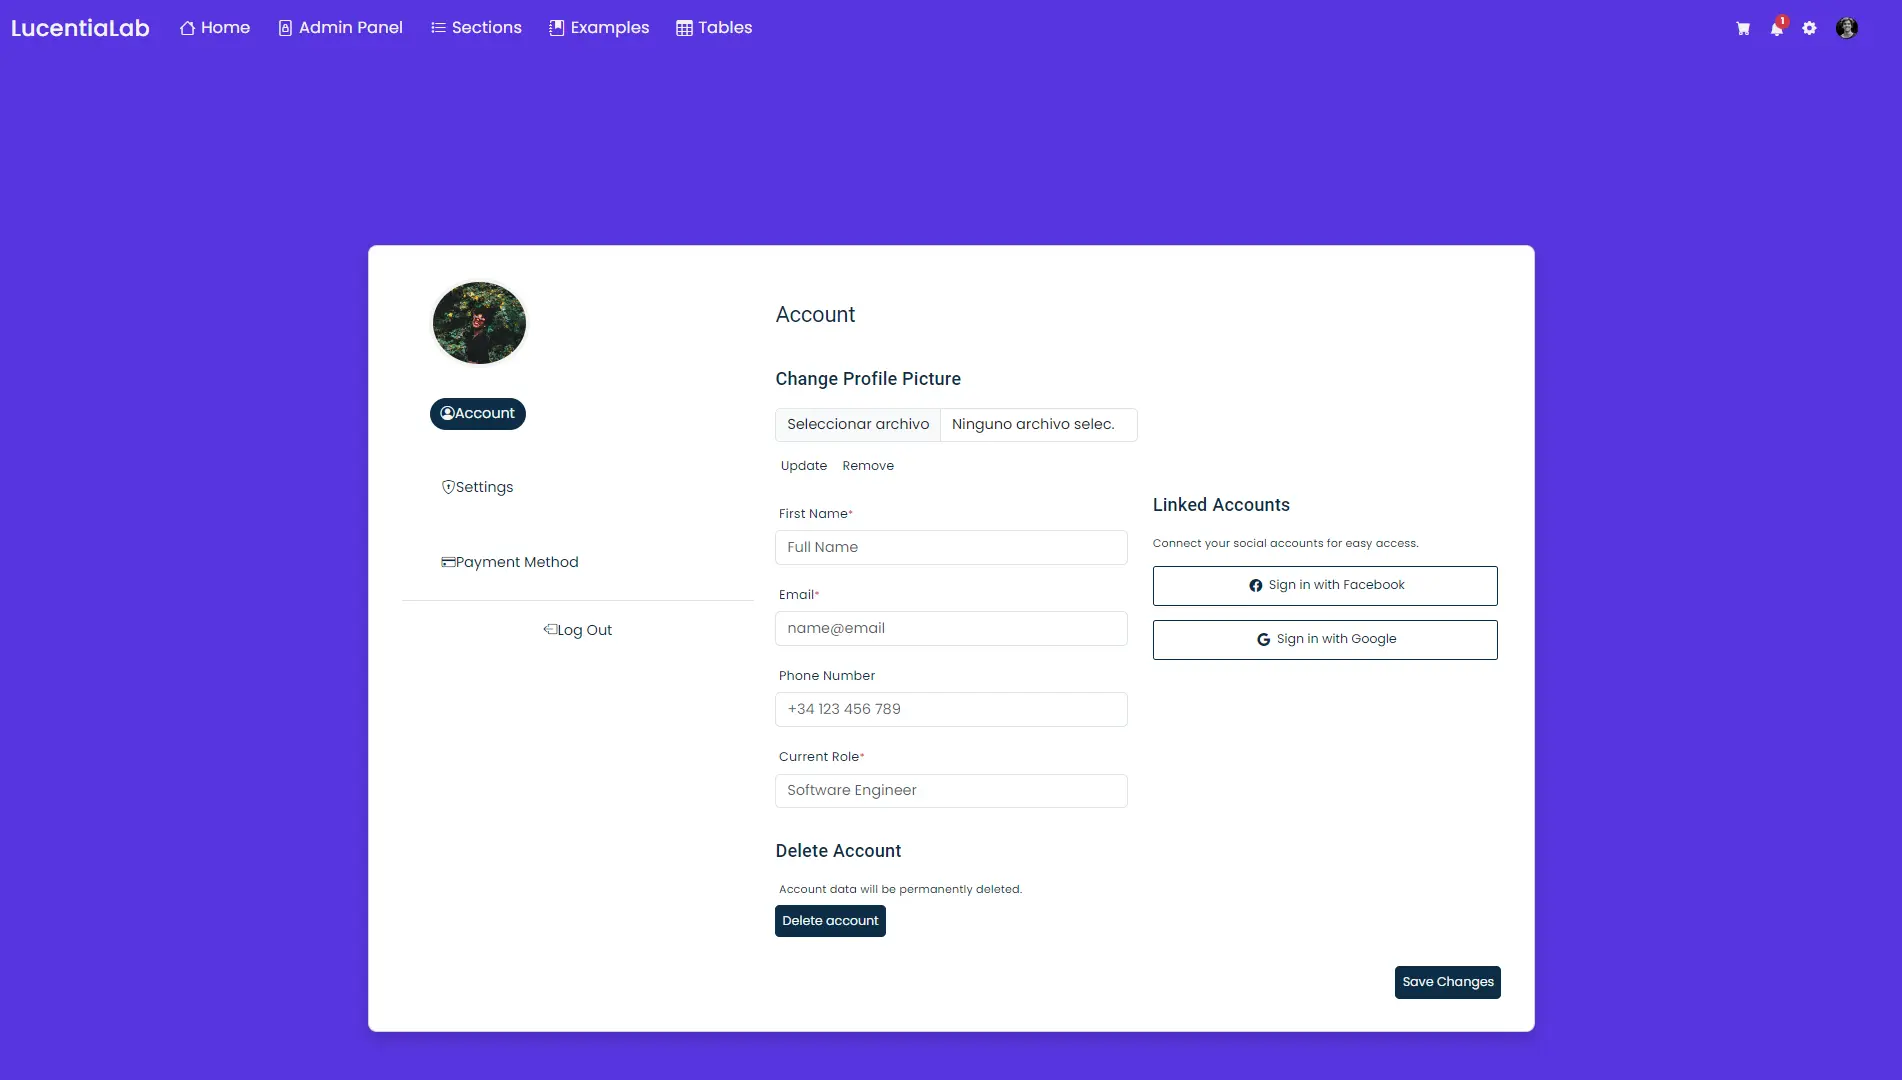 LucentiaLab Home Admin Panel Sections Examples Tables 1
Account
Settings
Payment Method
Log Out
Account
Change Profile Picture
Seleccionar archivo Ninguno archivo selec.
Update Remove
First Name*
Full Name
Email*
name@email
Phone Number
+34 123 456 789
Current Role*
Software Engineer
Delete Account
Account data will be permanently deleted.
Delete account
Linked Accounts
Connect your social accounts for easy access.
Sign in with Facebook
Sign in with Google
Save Changes